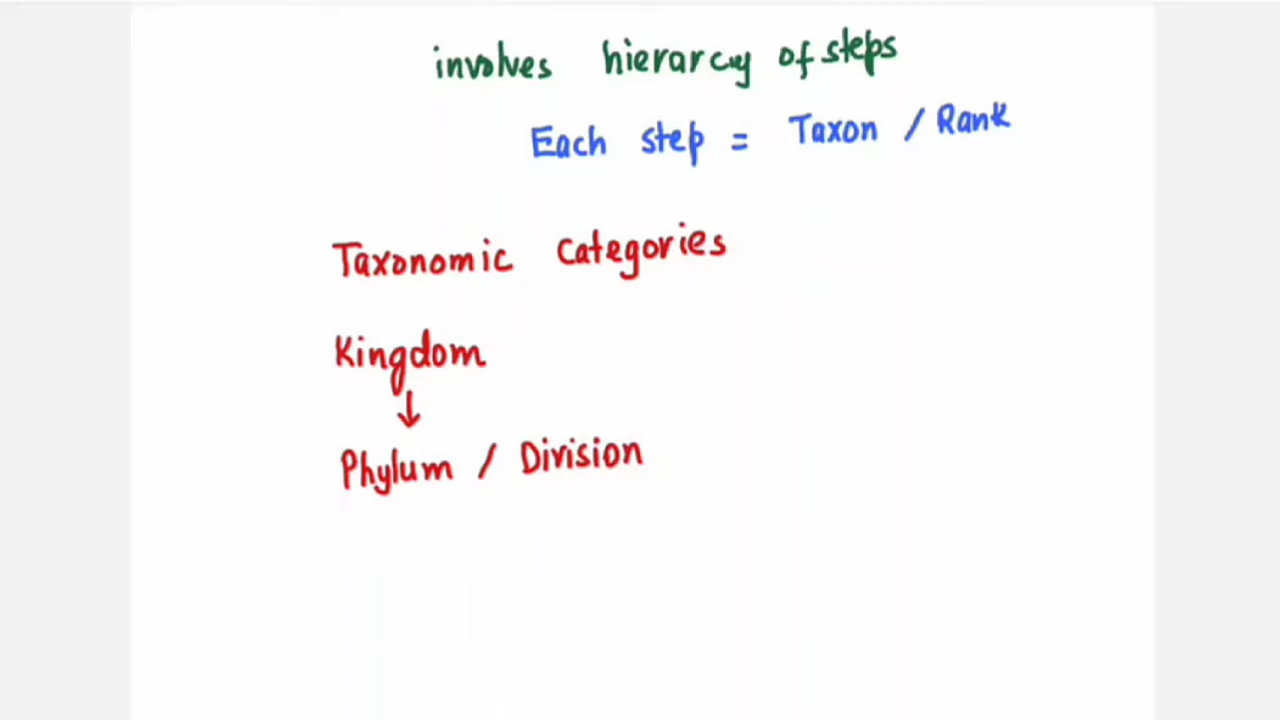 involves hierarcy of steps
Each step = Taxon / Rank
Taxonomic Categories
Kingdom
↓
Phylum / Division